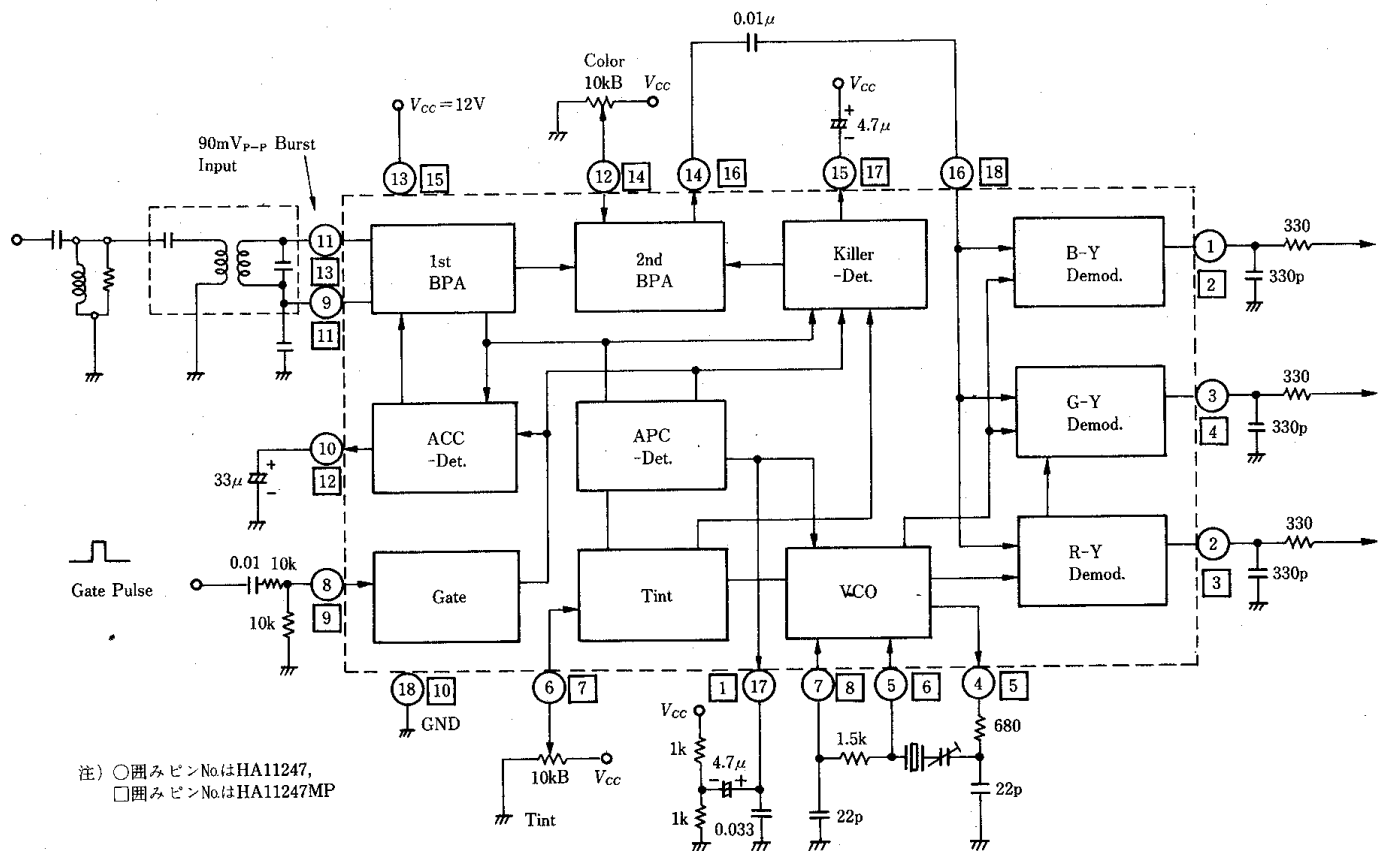 0.01μ
Color
10kB
VCC
VCC
VCC=12V
+
4.7μ
-
90mVP-P Burst
Input
13
15
12
14
14
16
15
17
16
18
11
13
9
11
1st
BPA
2nd
BPA
Killer
-Det.
B-Y
Demod.
1
2
330
330p
G-Y
Demod.
3
4
330
330p
ACC
-Det.
APC
-Det.
10
12
33μ
+
-
R-Y
Demod.
2
3
330
330p
Gate Pulse
0.01
10k
10k
8
9
Gate
Tint
VCO
18
10
GND
6
7
1
17
7
8
5
6
4
5
10kB
VCC
Tint
VCC
1k
4.7μ
-
+
1k
0.033
1.5k
22p
680
22p
注) ○囲みピンNo.はHA11247,
□囲みピンNo.はHA11247MP